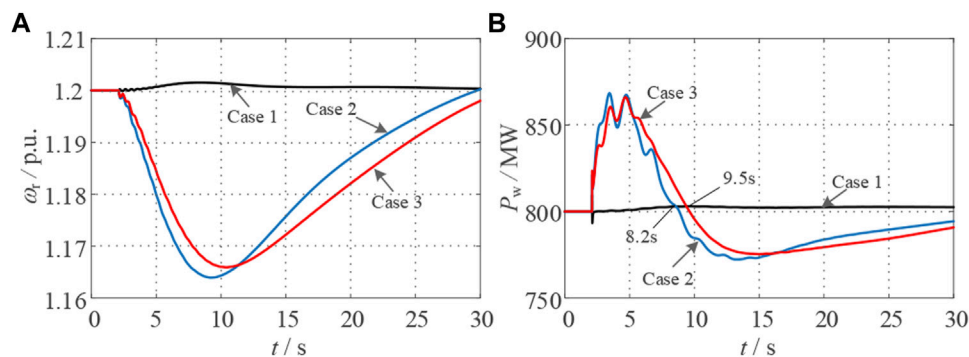 A
1.21
1.2
1.19
1.18
1.17
1.16
ωr / p.u.
Case 1
Case 2
Case 3
0 5 10 15 20 25 30
t / s
B
900
850
800
750
Pw / MW
Case 3
9.5s
Case 1
8.2s
Case 2
0 5 10 15 20 25 30
t / s